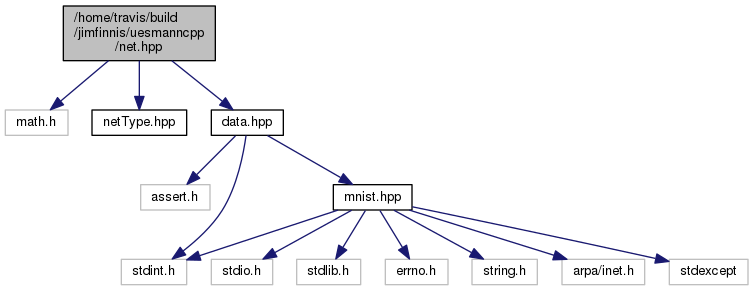 /home/travis/build
/jimfinnis/uesmanncpp
/net.hpp
math.h
netType.hpp
data.hpp
assert.h
mnist.hpp
stdint.h
stdio.h
stdlib.h
errno.h
string.h
arpa/inet.h
stdexcept